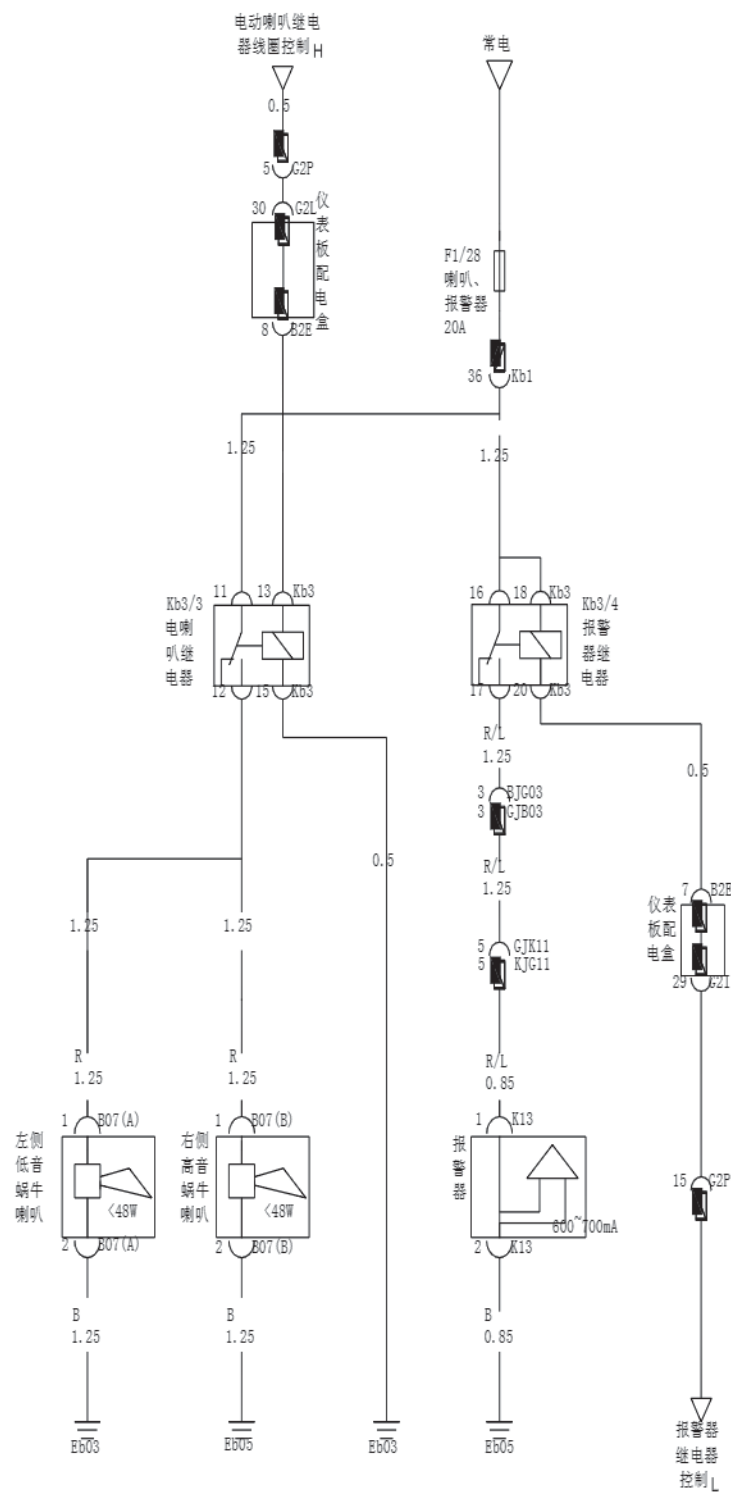 电动喇叭继电
器线圈控制 H
常电
0.5
5 G2P
30 G2L
仪
表
板
配
电
盒
8 B2E
F1/28
喇叭、
报警器
20A
36 Kb1
1.25
1.25
11 13 Kb3
Kb3/3
电喇
叭继
电器
12 15 Kb3
16 18 Kb3
Kb3/4
报警
器继
电器
17 20 Kb3
R/L
1.25
0.5
3 BJG03
3 GJB03
0.5
R/L
1.25
7 B2E
仪表
板配
电盒
29 G2I
1.25
1.25
5 GJK11
5 KJG11
R
1.25
R
1.25
R/L
0.85
1 B07(A)
左侧
低音
蜗牛
喇叭
<48W
2 B07(A)
1 B07(B)
右侧
高音
蜗牛
喇叭
<48W
2 B07(B)
1 K13
报
警
器
600~700mA
2 K13
15 G2P
B
1.25
B
1.25
B
0.85
Eb03
Eb05
Eb03
Eb05
报警器
继电器
控制 L